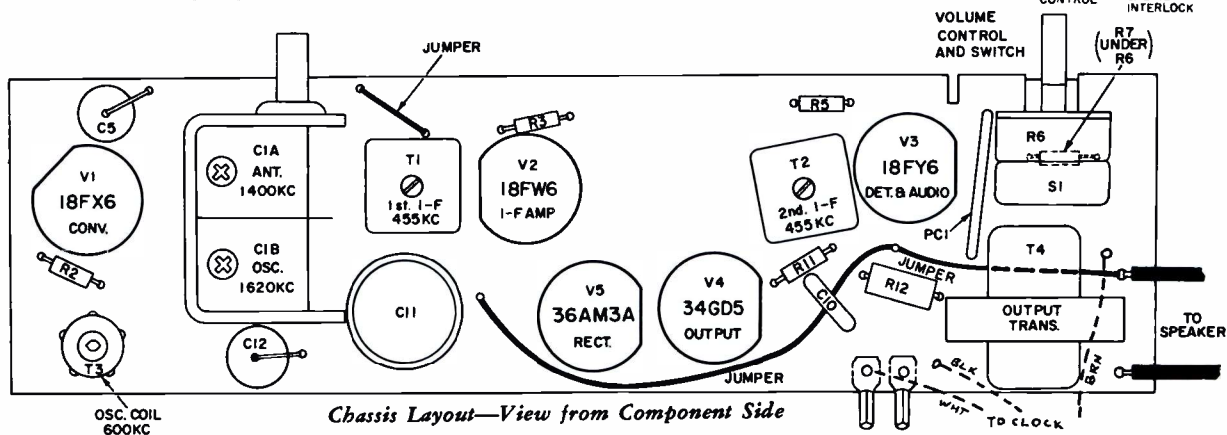 CONTROL
INTERLOCK
VOLUME
CONTROL
AND SWITCH
(R7
UNDER
R6)
JUMPER
C5
R3
R5
C1A
ANT.
1400KC
T1
1st. I-F
455KC
V2
18FW6
I-F AMP
V1
18FX6
CONV.
T2
2nd. I-F
455KC
V3
18FY6
DET. & AUDIO
R6
S1
PC1
R2
C1B
OSC.
1620KC
C11
V5
36AM3A
RECT.
V4
34GD5
OUTPUT
R11
C10
JUMPER
R12
T4
OUTPUT
TRANS.
TO
SPEAKER
T3
C12
JUMPER
BLK
WHT
TO CLOCK
BRN
OSC. COIL
600KC
Chassis Layout—View from Component Side